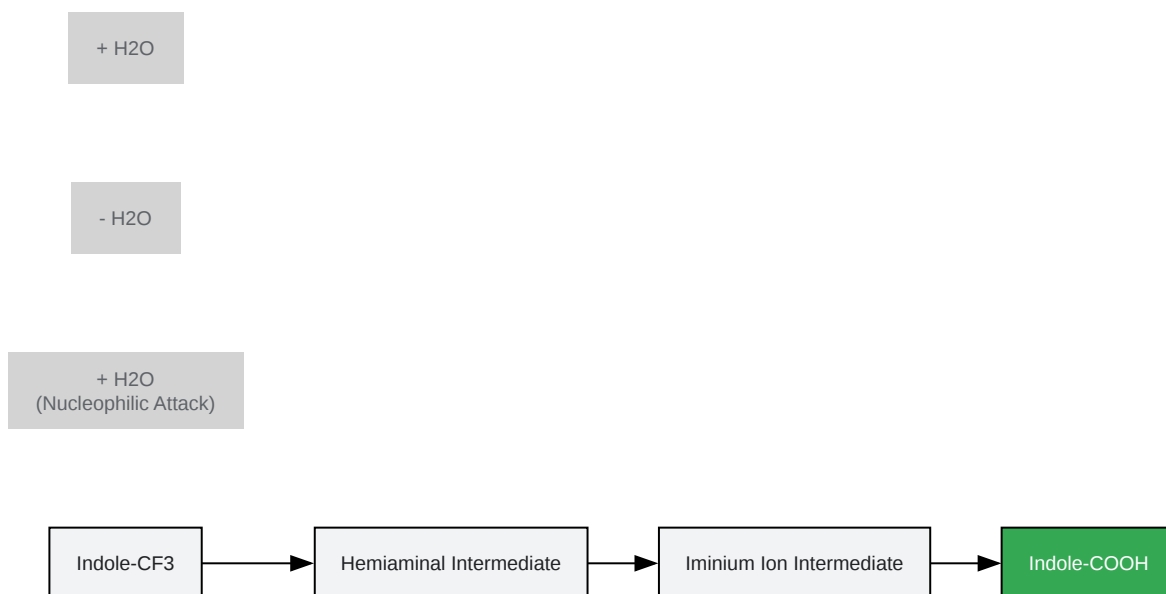 + H2O
- H2O
+ H2O
(Nucleophilic Attack)
Indole-CF3
Hemiaminal Intermediate
Iminium Ion Intermediate
Indole-COOH